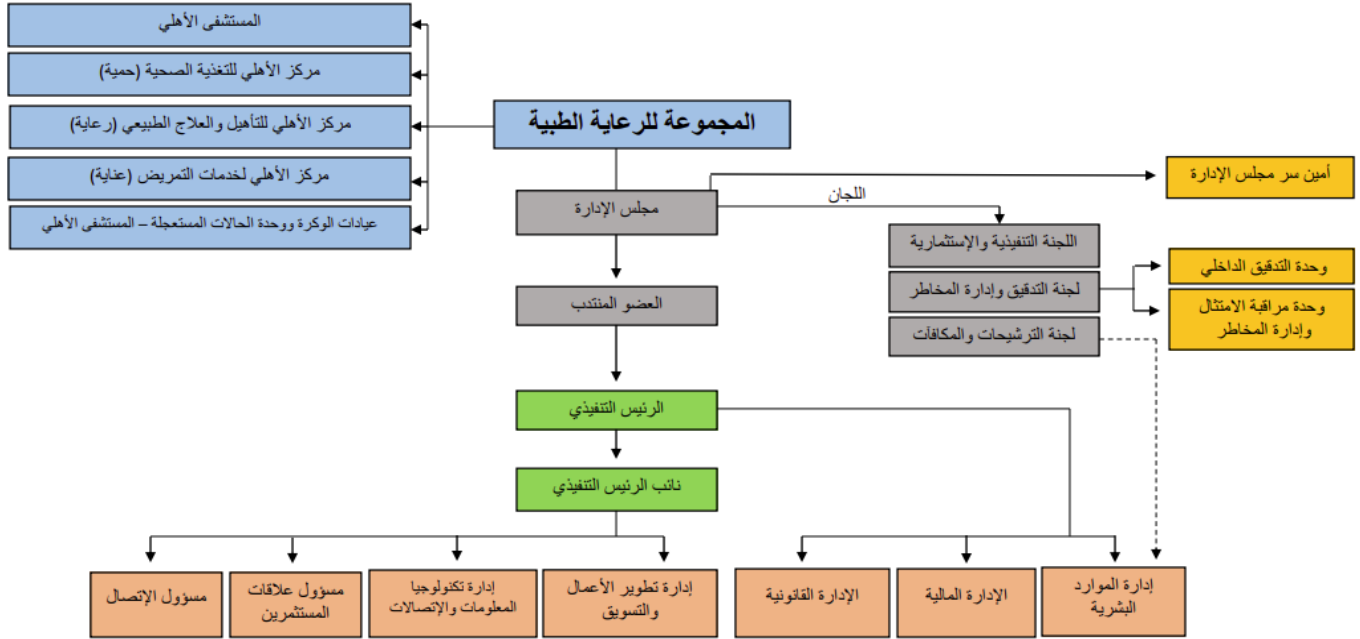 المستشفى الأهلي
مركز الأهلي للتغذية الصحية (حمية)
مركز الأهلي للتأهيل والعلاج الطبيعي (رعاية)
مركز الأهلي لخدمات التمريض (عناية)
عيادات الوكرة ووحدة الحالات المستعجلة – المستشفى الأهلي
المجموعة للرعاية الطبية
أمين سر مجلس الإدارة
اللجان
مجلس الإدارة
اللجنة التنفيذية والإستثمارية
لجنة التدقيق وإدارة المخاطر
لجنة الترشيحات والمكافآت
وحدة التدقيق الداخلي
وحدة مراقبة الامتثال
وإدارة المخاطر
العضو المنتدب
الرئيس التنفيذي
نائب الرئيس التنفيذي
إدارة الموارد
البشرية
الإدارة المالية
الإدارة القانونية
إدارة تطوير الأعمال
والتسويق
إدارة تكنولوجيا
المعلومات والإتصالات
مسؤول علاقات
المستثمرين
مسؤول الإتصال